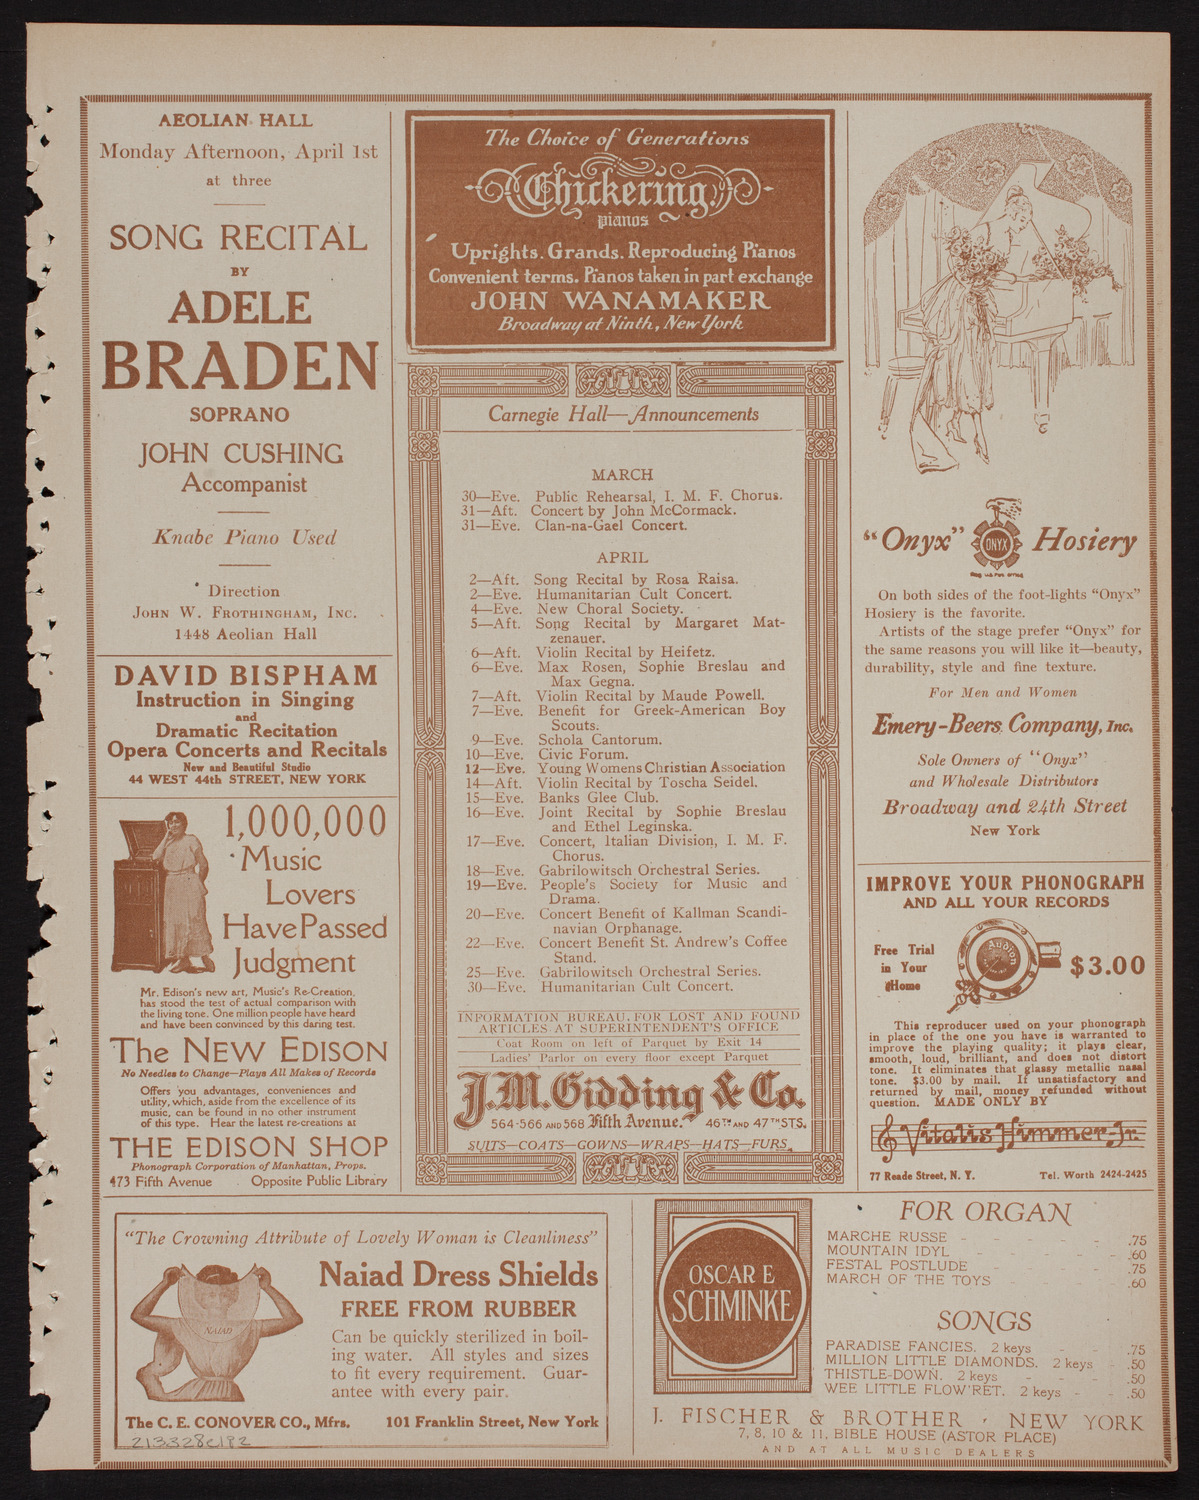 AEOLIAN HALL
Monday Afternoon, April 1st
at three
SONG RECITAL
BY
ADELE
BRADEN
SOPRANO
JOHN CUSHING
Accompanist
Knabe Piano Used
Direction
JOHN W. FROTHINGHAM, INC.
1448 Aeolian Hall
DAVID BISPHAM
Instruction in Singing
and
Dramatic Recitation
Opera Concerts and Recitals
New and Beautiful Studio
44 WEST 44th STREET, NEW YORK
1,000,000
Music
Lovers
Have Passed
Judgment
Mr. Edison's new art, Music's Re-Creation,
has stood the test of actual comparison with
the living tone. One million people have heard
and have been convinced by this daring test.
The NEW EDISON
No Needles to Change—Plays All Makes of Records
Offers you advantages, conveniences and
utility, which, aside from the excellence of its
music, can be found in no other instrument
of this type. Hear the latest re-creations at
THE EDISON SHOP
Phonograph Corporation of Manhattan, Props.
473 Fifth Avenue Opposite Public Library
The Choice of Generations
Chickering
pianos
Uprights. Grands. Reproducing Pianos
Convenient terms. Pianos taken in part exchange
JOHN WANAMAKER
Broadway at Ninth, New York
Carnegie Hall—Announcements
MARCH
30—Eve. Public Rehearsal, I. M. F. Chorus.
31—Aft. Concert by John McCormack.
31—Eve. Clan-na-Gael Concert.
APRIL
2—Aft. Song Recital by Rosa Raisa.
2—Eve. Humanitarian Cult Concert.
4—Eve. New Choral Society.
5—Aft. Song Recital by Margaret Mat-
zenauer.
6—Aft. Violin Recital by Heifetz.
6—Eve. Max Rosen, Sophie Breslau and
Max Gegna.
7—Aft. Violin Recital by Maude Powell.
7—Eve. Benefit for Greek-American Boy
Scouts.
9—Eve. Schola Cantorum.
10—Eve. Civic Forum.
12—Eve. Young Womens Christian Association
14—Aft. Violin Recital by Toscha Seidel.
15—Eve. Banks Glee Club.
16—Eve. Joint Recital by Sophie Breslau
and Ethel Leginska.
17—Eve. Concert, Italian Division, I. M. F.
Chorus.
18—Eve. Gabrilowitsch Orchestral Series.
19—Eve. People's Society for Music and
Drama.
20—Eve. Concert Benefit of Kallman Scandi-
navian Orphanage.
22—Eve. Concert Benefit St. Andrew's Coffee
Stand.
25—Eve. Gabrilowitsch Orchestral Series.
30—Eve. Humanitarian Cult Concert.
INFORMATION BUREAU, FOR LOST AND FOUND
ARTICLES AT SUPERINTENDENT'S OFFICE
Coat Room on left of Parquet by Exit 14
Ladies' Parlor on every floor except Parquet
J. M. Gidding & Co.
564-566 AND 568 Fifth Avenue. 46TH AND 47TH STS.
SUITS—COATS—GOWNS—WRAPS—HATS—FURS
"Onyx" ONYX Hosiery
On both sides of the foot-lights "Onyx"
Hosiery is the favorite.
Artists of the stage prefer "Onyx" for
the same reasons you will like it—beauty,
durability, style and fine texture.
For Men and Women
Emery-Beers Company, Inc.
Sole Owners of "Onyx"
and Wholesale Distributors
Broadway and 24th Street
New York
IMPROVE YOUR PHONOGRAPH
AND ALL YOUR RECORDS
Free Trial
in Your
Home
Audion
$3.00
This reproducer used on your phonograph
in place of the one you have is warranted to
improve the playing quality; it plays clear,
smooth, loud, brilliant, and does not distort
tone. It eliminates that glassy metallic nasal
tone. $3.00 by mail. If unsatisfactory and
returned by mail, money refunded without
question. MADE ONLY BY
Vitalis Himmer-Jr.
77 Reade Street, N. Y. Tel. Worth 2424-2425
"The Crowning Attribute of Lovely Woman is Cleanliness"
NAIAD
Naiad Dress Shields
FREE FROM RUBBER
Can be quickly sterilized in boil-
ing water. All styles and sizes
to fit every requirement. Guar-
antee with every pair.
The C. E. CONOVER CO., Mfrs. 101 Franklin Street, New York
213328c192
OSCAR E
SCHMINKE
FOR ORGAN
MARCHE RUSSE - - - - - .75
MOUNTAIN IDYL - - - - - .60
FESTAL POSTLUDE - - - - .75
MARCH OF THE TOYS - - - - .60
SONGS
PARADISE FANCIES. 2 keys - - .75
MILLION LITTLE DIAMONDS. 2 keys - .50
THISTLE-DOWN. 2 keys - - - .50
WEE LITTLE FLOW'RET. 2 keys - - .50
J. FISCHER & BROTHER, NEW YORK
7, 8, 10 & 11, BIBLE HOUSE (ASTOR PLACE)
AND AT ALL MUSIC DEALERS